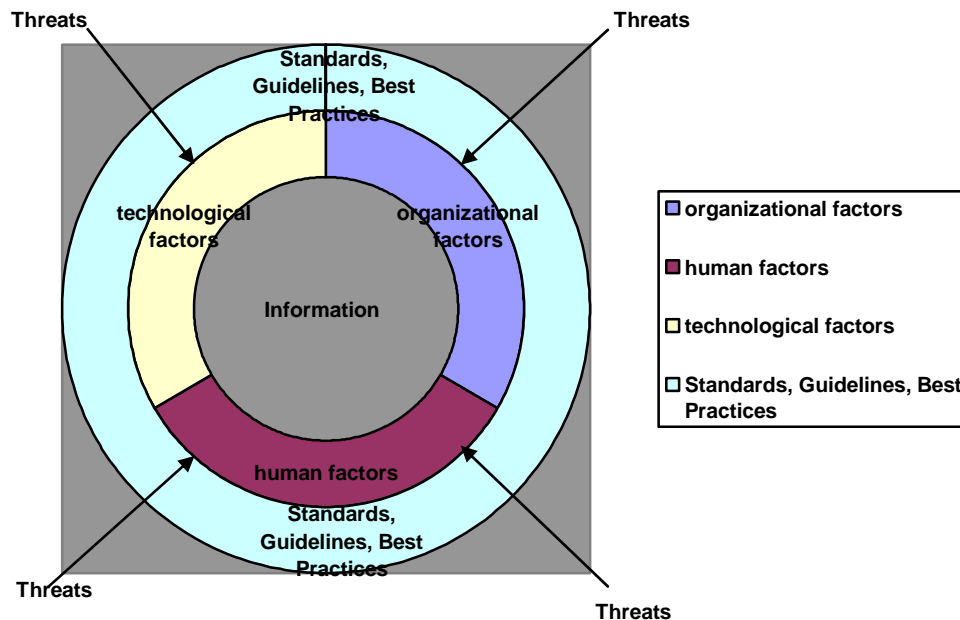 Threats
Threats
Standards,
Guidelines, Best
Practices
technological
factors
organizational
factors
Information
human factors
Standards,
Guidelines, Best
Practices
Threats
Threats
organizational factors
human factors
technological factors
Standards, Guidelines, Best
Practices